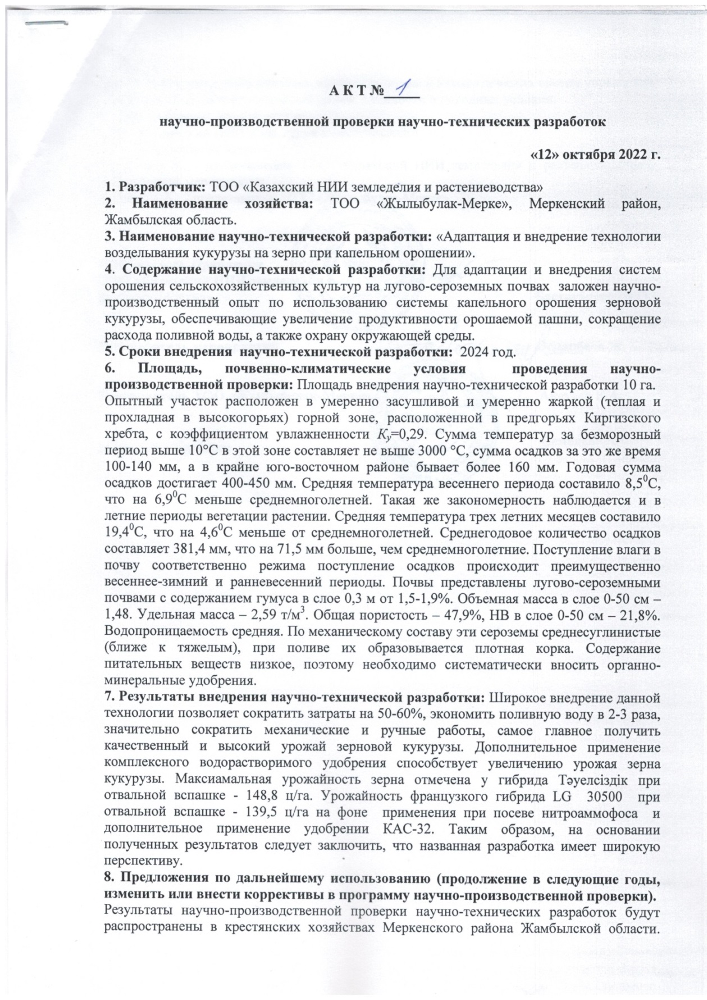 А К Т № 1
научно-производственной проверки научно-технических разработок
«12» октября 2022 г.
1. Разработчик: ТОО «Казахский НИИ земледелия и растениеводства»
2. Наименование хозяйства: ТОО «Жылыбулак-Мерке», Меркенский район,
Жамбылская область.
3. Наименование научно-технической разработки: «Адаптация и внедрение технологии
возделывания кукурузы на зерно при капельном орошении».
4. Содержание научно-технической разработки: Для адаптации и внедрения систем
орошения сельскохозяйственных культур на лугово-сероземных почвах заложен научно-
производственный опыт по использованию системы капельного орошения зерновой
кукурузы, обеспечивающие увеличение продуктивности орошаемой пашни, сокращение
расхода поливной воды, а также охрану окружающей среды.
5. Сроки внедрения научно-технической разработки: 2024 год.
6. Площадь, почвенно-климатические условия проведения научно-
производственной проверки: Площадь внедрения научно-технической разработки 10 га.
Опытный участок расположен в умеренно засушливой и умеренно жаркой (теплая и
прохладная в высокогорьях) горной зоне, расположенной в предгорьях Киргизского
хребта, с коэффициентом увлажненности Kу=0,29. Сумма температур за безморозный
период выше 10°С в этой зоне составляет не выше 3000 °С, сумма осадков за это же время
100-140 мм, а в крайне юго-восточном районе бывает более 160 мм. Годовая сумма
осадков достигает 400-450 мм. Средняя температура весеннего периода составило 8,5⁰С,
что на 6,9⁰С меньше среднемноголетней. Такая же закономерность наблюдается и в
летние периоды вегетации растении. Средняя температура трех летних месяцев составило
19,4⁰С, что на 4,6⁰С меньше от среднемноголетней. Среднегодовое количество осадков
составляет 381,4 мм, что на 71,5 мм больше, чем среднемноголетние. Поступление влаги в
почву соответственно режима поступление осадков происходит преимущественно
весеннее-зимний и ранневесенний периоды. Почвы представлены лугово-сероземными
почвами с содержанием гумуса в слое 0,3 м от 1,5-1,9%. Объемная масса в слое 0-50 см –
1,48. Удельная масса – 2,59 т/м³. Общая пористость – 47,9%, НВ в слое 0-50 см – 21,8%.
Водопроницаемость средняя. По механическому составу эти сероземы среднесуглинистые
(ближе к тяжелым), при поливе их образовывается плотная корка. Содержание
питательных веществ низкое, поэтому необходимо систематически вносить органно-
минеральные удобрения.
7. Результаты внедрения научно-технической разработки: Широкое внедрение данной
технологии позволяет сократить затраты на 50-60%, экономить поливную воду в 2-3 раза,
значительно сократить механические и ручные работы, самое главное получить
качественный и высокий урожай зерновой кукурузы. Дополнительное применение
комплексного водорастворимого удобрения способствует увеличению урожая зерна
кукурузы. Максиамальная урожайность зерна отмечена у гибрида Тәуелсіздік при
отвальной вспашке - 148,8 ц/га. Урожайность французкого гибрида LG 30500 при
отвальной вспашке - 139,5 ц/га на фоне применения при посеве нитроаммофоса и
дополнительное применение удобрении КАС-32. Таким образом, на основании
полученных результатов следует заключить, что названная разработка имеет широкую
перспективу.
8. Предложения по дальнейшему использованию (продолжение в следующие годы,
изменить или внести коррективы в программу научно-производственной проверки).
Результаты научно-производственной проверки научно-технических разработок будут
распространены в крестянских хозяйствах Меркенского района Жамбылской области.